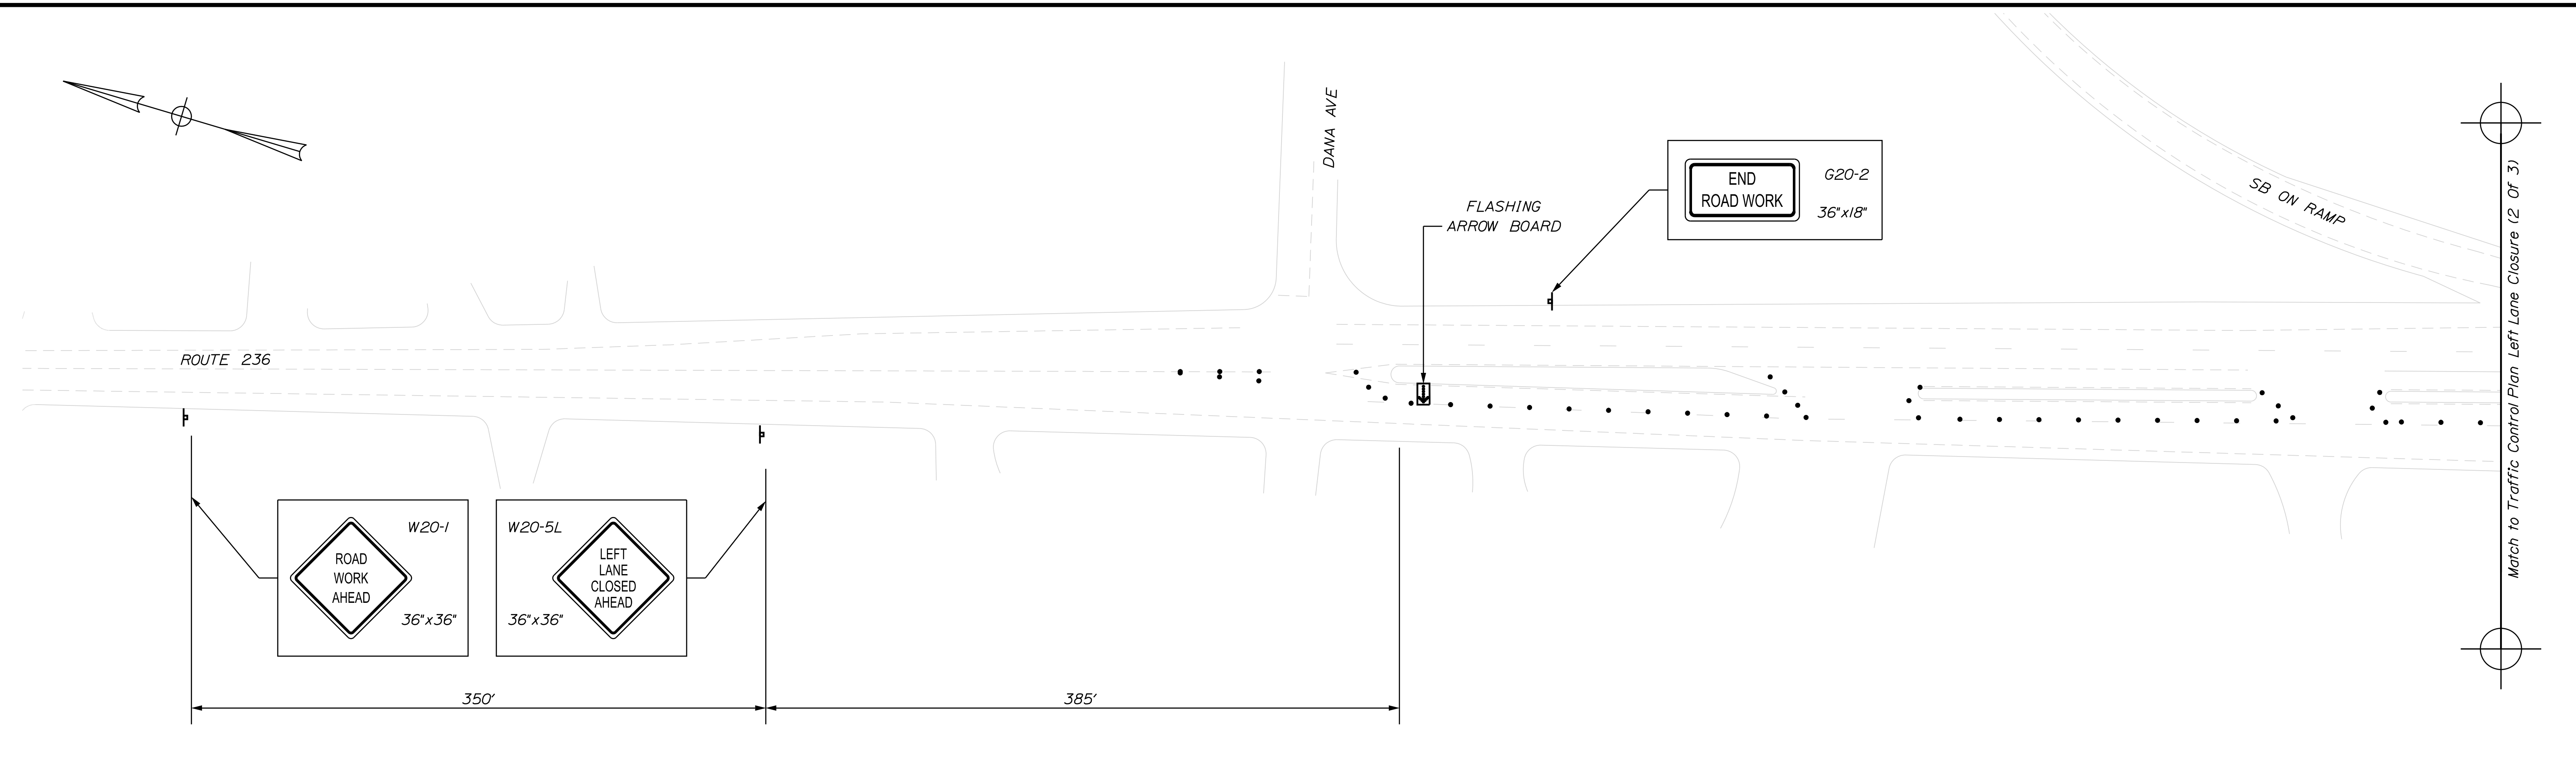 DANA AVE
FLASHING
ARROW BOARD
END
ROAD WORK
G20-2
36"x18"
SB ON RAMP
Match to Traffic Control Plan Left Lane Closure (2 Of 3)
ROUTE 236
W20-1
ROAD
WORK
AHEAD
36"x36"
W20-5L
LEFT
LANE
CLOSED
AHEAD
36"x36"
350'
385'